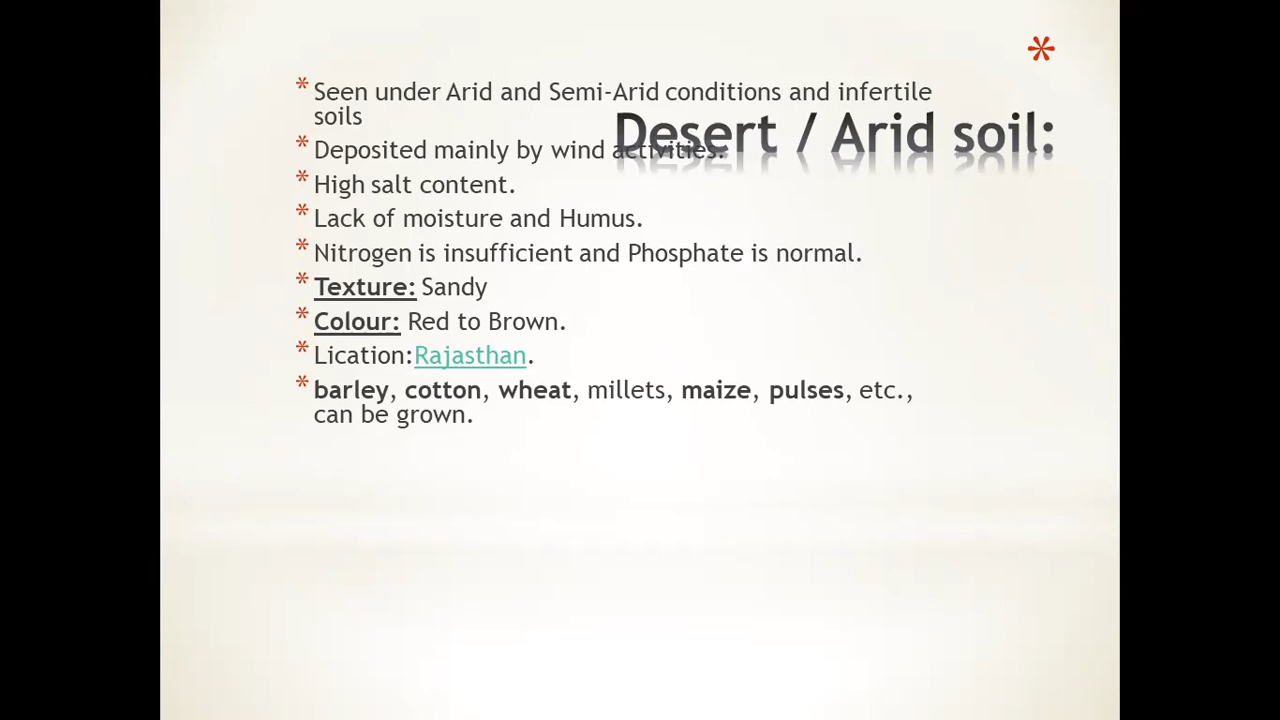 Desert / Arid soil:
* Seen under Arid and Semi-Arid conditions and infertile
soils
* Deposited mainly by wind activities.
* High salt content.
* Lack of moisture and Humus.
* Nitrogen is insufficient and Phosphate is normal.
* Texture: Sandy
* Colour: Red to Brown.
* Lication:Rajasthan.
* barley, cotton, wheat, millets, maize, pulses, etc.,
can be grown.